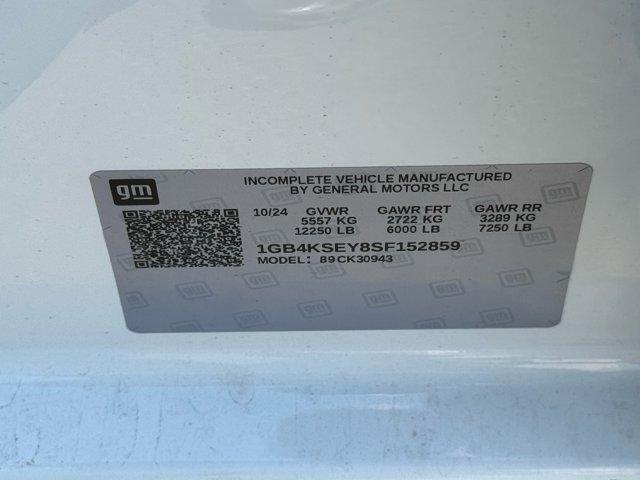 gm
INCOMPLETE VEHICLE MANUFACTURED
BY GENERAL MOTORS LLC
10/24 GVWR GAWR FRT GAWR RR
5557 KG 2722 KG 3289 KG
12250 LB 6000 LB 7250 LB
1GB4KSEY8SF152859
MODEL: 89CK30943